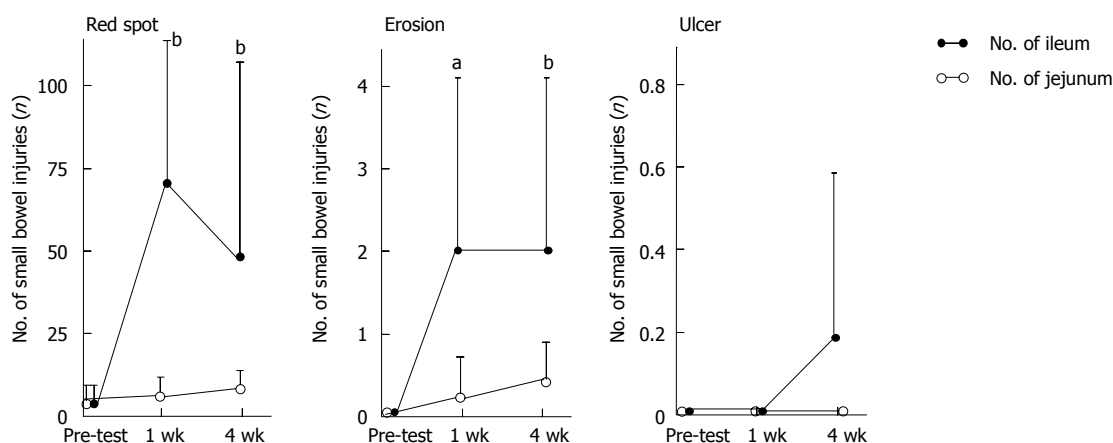 Red spot
No. of small bowel injuries (n)
100
75
50
25
0
b
b
Pre-test 1 wk 4 wk
Erosion
No. of small bowel injuries (n)
4
3
2
1
0
a
b
Pre-test 1 wk 4 wk
Ulcer
No. of small bowel injuries (n)
0.8
0.6
0.4
0.2
0
Pre-test 1 wk 4 wk
No. of ileum
No. of jejunum